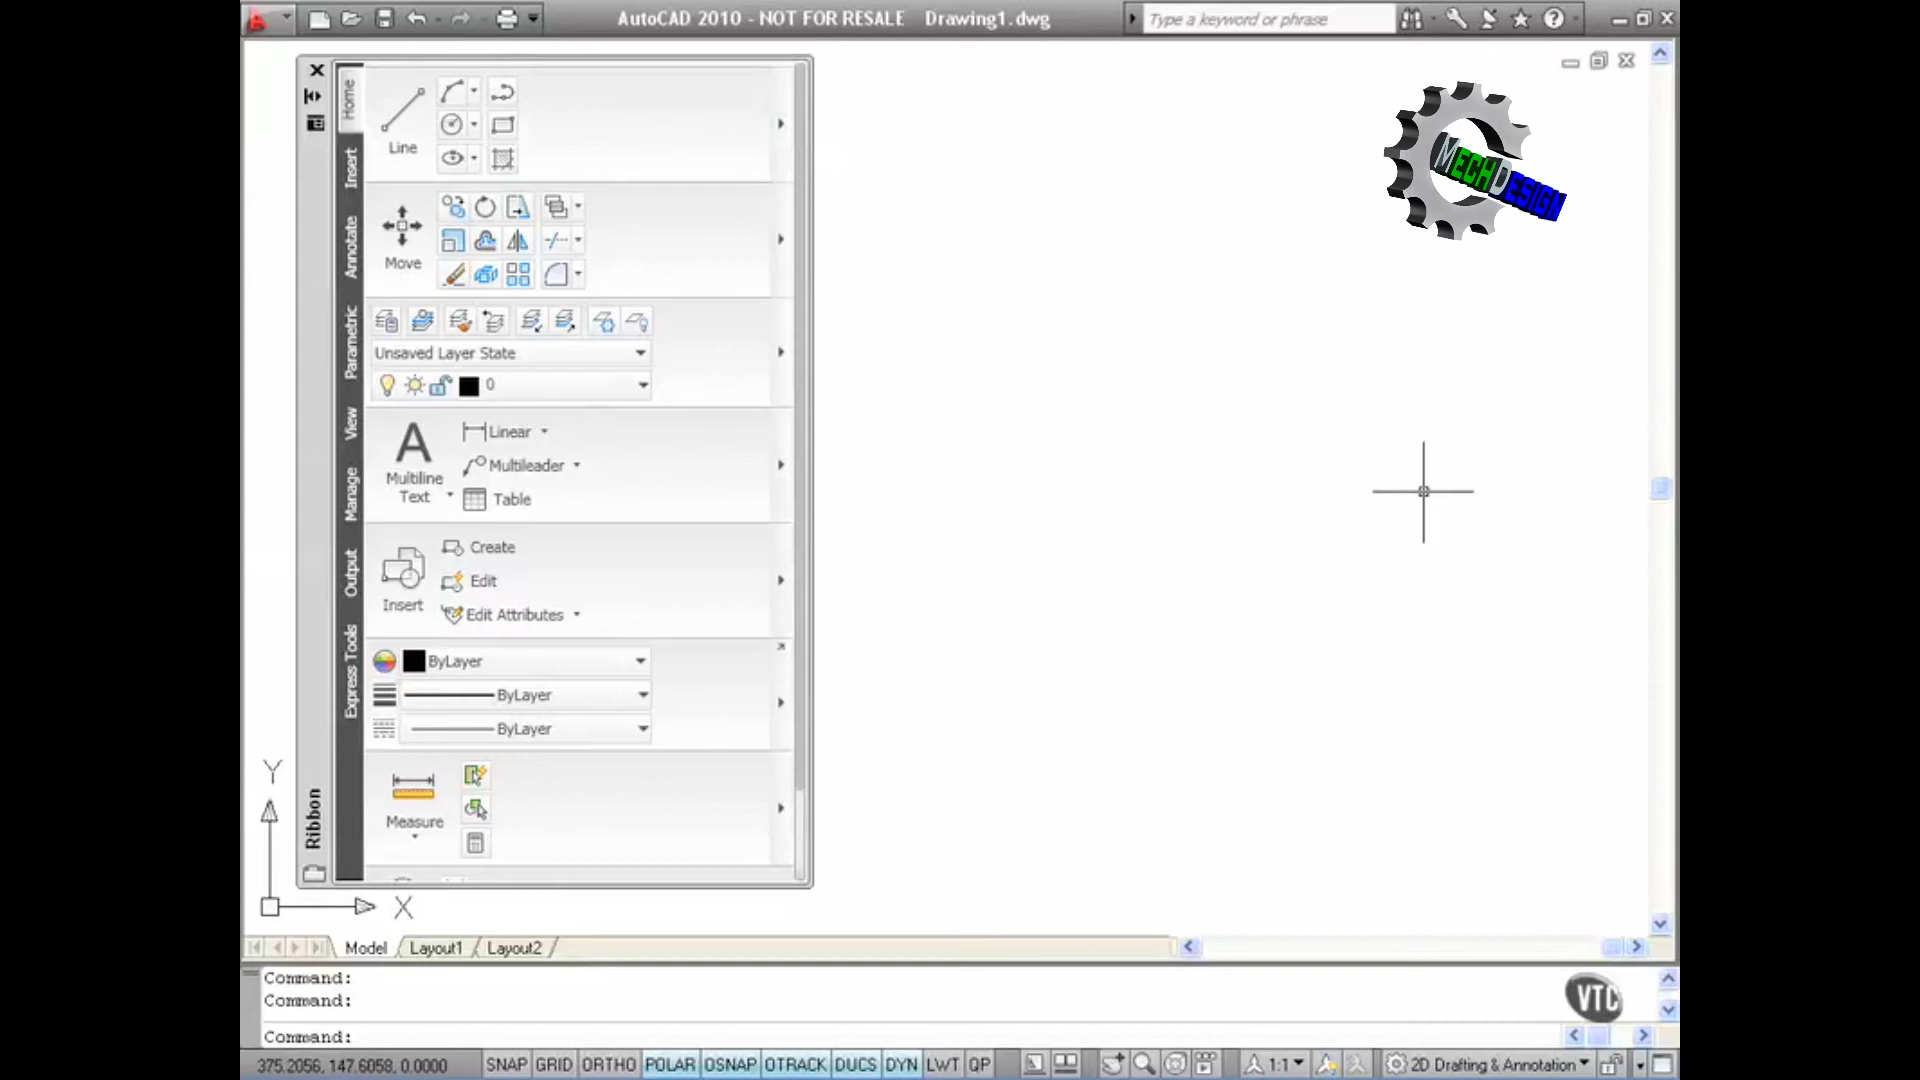 AutoCAD 2010 - NOT FOR RESALE Drawing1.dwg
Type a keyword or phrase
Home
Insert
Annotate
Parametric
View
Manage
Output
Express Tools
Ribbon
Line
Move
Unsaved Layer State
0
A
Multiline
Text
Linear
Multileader
Table
Insert
Create
Edit
Edit Attributes
ByLayer
ByLayer
ByLayer
Measure
MECHDESIGN
Y
X
Model Layout1 Layout2
Command:
Command:
Command:
VTC
375.2056, 147.6058, 0.0000 SNAP GRID ORTHO POLAR OSNAP OTRACK DUCS DYN LWT QP 1:1 2D Drafting & Annotation